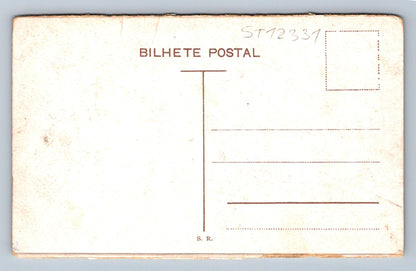 ST12331
BILHETE POSTAL
S. R.